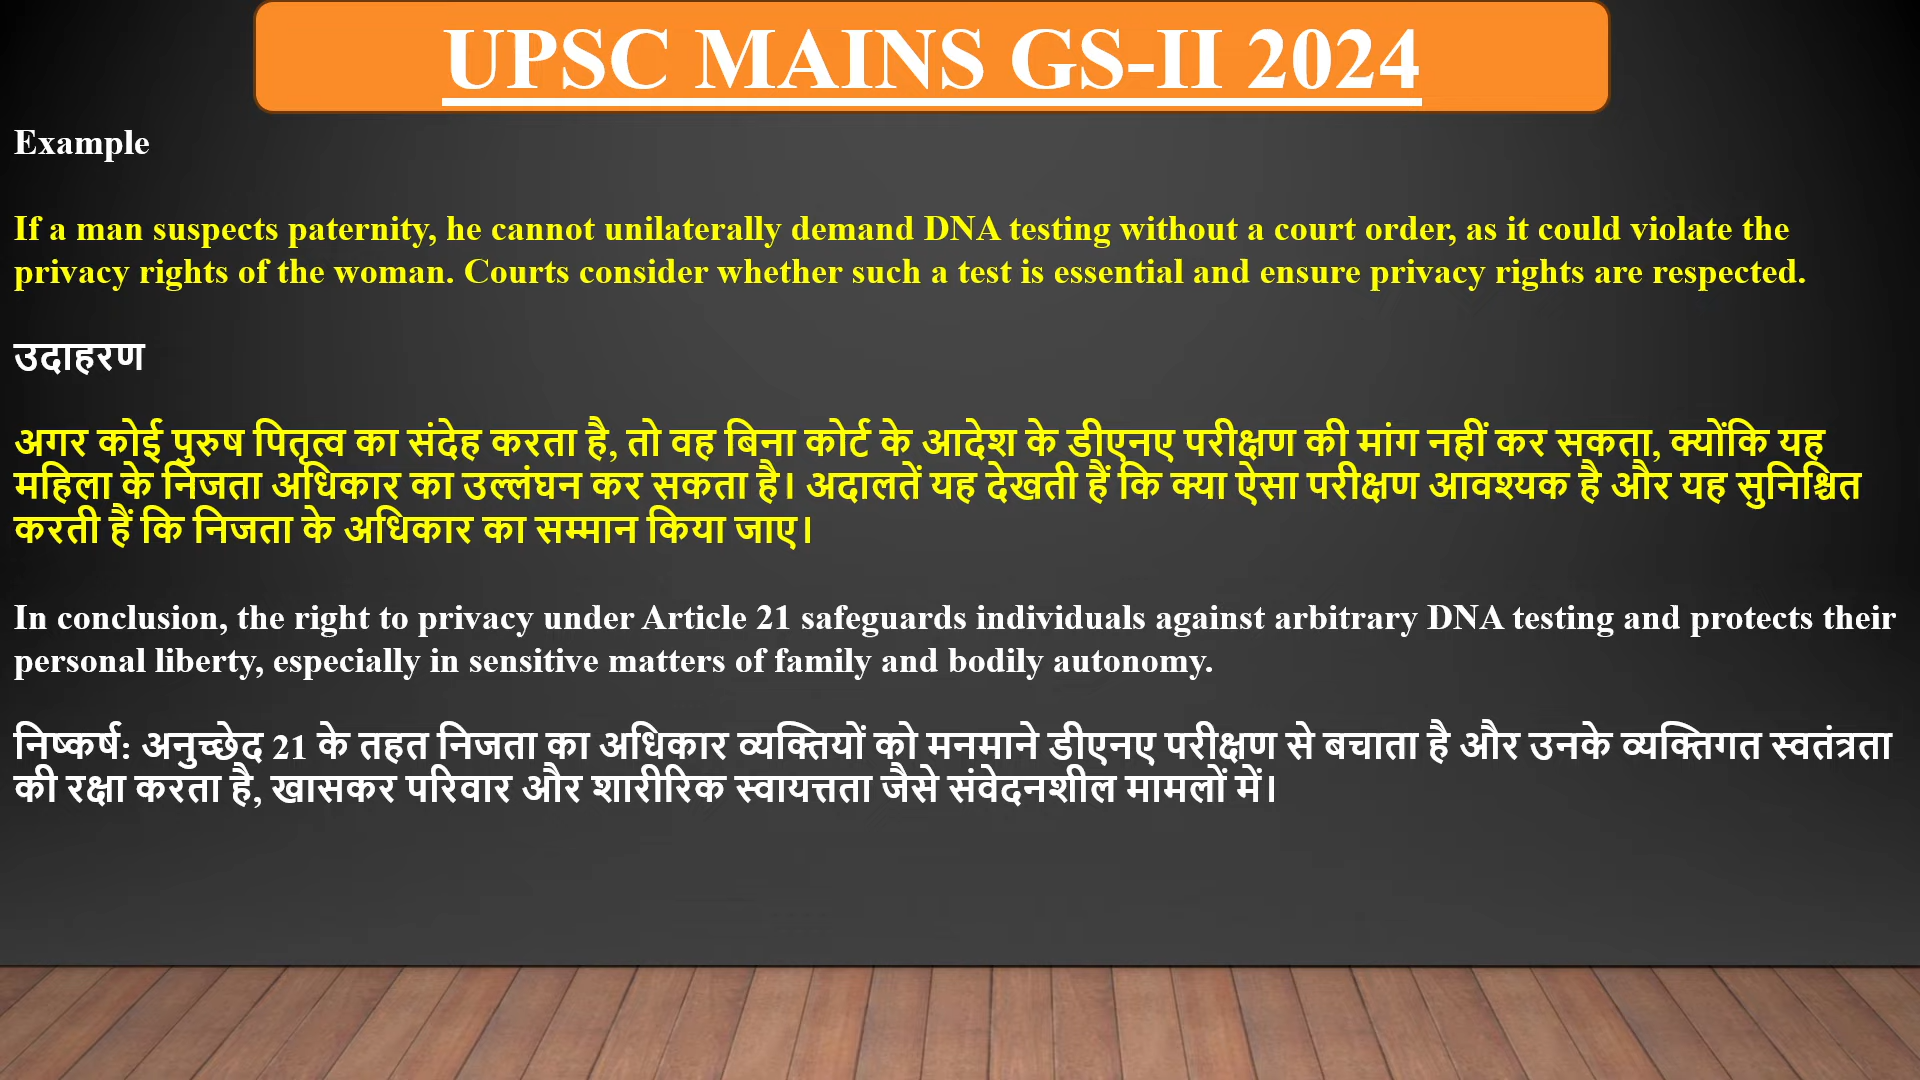 UPSC MAINS GS-II 2024
Example
If a man suspects paternity, he cannot unilaterally demand DNA testing without a court order, as it could violate the
privacy rights of the woman. Courts consider whether such a test is essential and ensure privacy rights are respected.
उदाहरण
अगर कोई पुरुष पितृत्व का संदेह करता है, तो वह बिना कोर्ट के आदेश के डीएनए परीक्षण की मांग नहीं कर सकता, क्योंकि यह
महिला के निजता अधिकार का उल्लंघन कर सकता है। अदालतें यह देखती हैं कि क्या ऐसा परीक्षण आवश्यक है और यह सुनिश्चित
करती हैं कि निजता के अधिकार का सम्मान किया जाए।
In conclusion, the right to privacy under Article 21 safeguards individuals against arbitrary DNA testing and protects their
personal liberty, especially in sensitive matters of family and bodily autonomy.
निष्कर्ष: अनुच्छेद 21 के तहत निजता का अधिकार व्यक्तियों को मनमाने डीएनए परीक्षण से बचाता है और उनके व्यक्तिगत स्वतंत्रता
की रक्षा करता है, खासकर परिवार और शारीरिक स्वायत्तता जैसे संवेदनशील मामलों में।